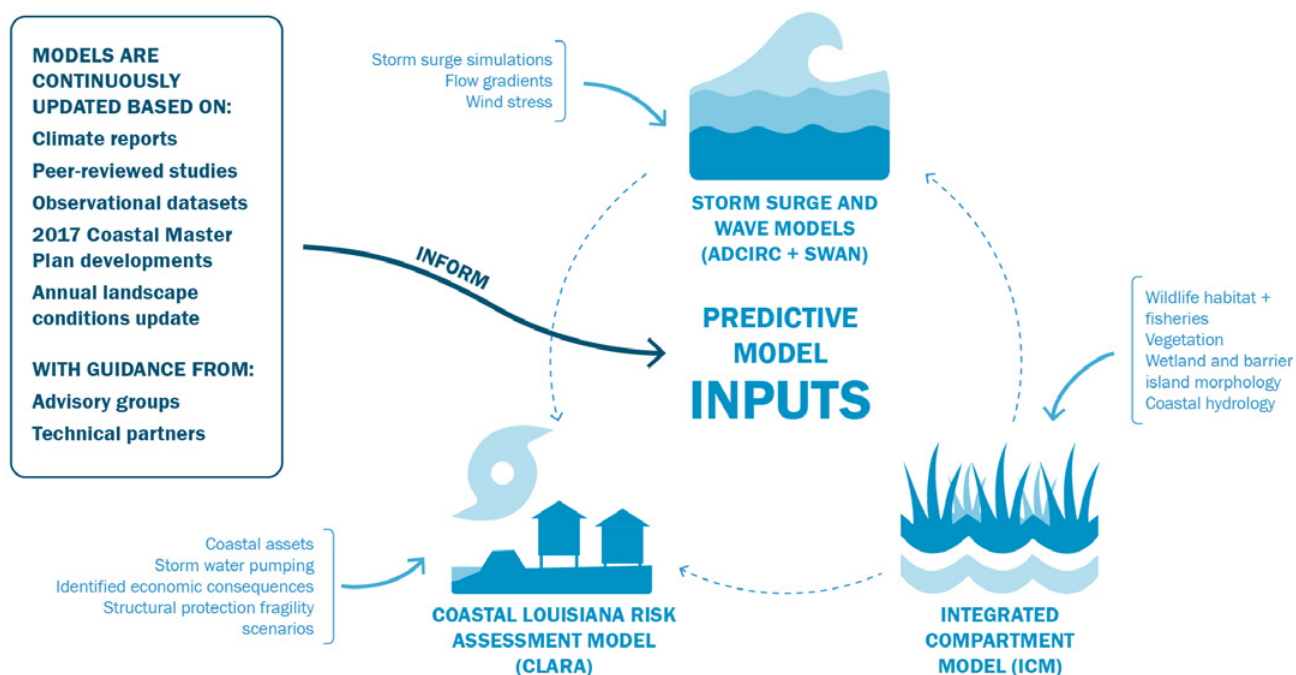 MODELS ARE
CONTINUOUSLY
UPDATED BASED ON:
Climate reports
Peer-reviewed studies
Observational datasets
2017 Coastal Master
Plan developments
Annual landscape
conditions update
WITH GUIDANCE FROM:
Advisory groups
Technical partners
INFORM
Storm surge simulations
Flow gradients
Wind stress
STORM SURGE AND
WAVE MODELS
(ADCIRC + SWAN)
PREDICTIVE
MODEL
INPUTS
Wildlife habitat +
fisheries
Vegetation
Wetland and barrier
island morphology
Coastal hydrology
Coastal assets
Storm water pumping
Identified economic consequences
Structural protection fragility
scenarios
COASTAL LOUISIANA RISK
ASSESSMENT MODEL
(CLARA)
INTEGRATED
COMPARTMENT
MODEL (ICM)